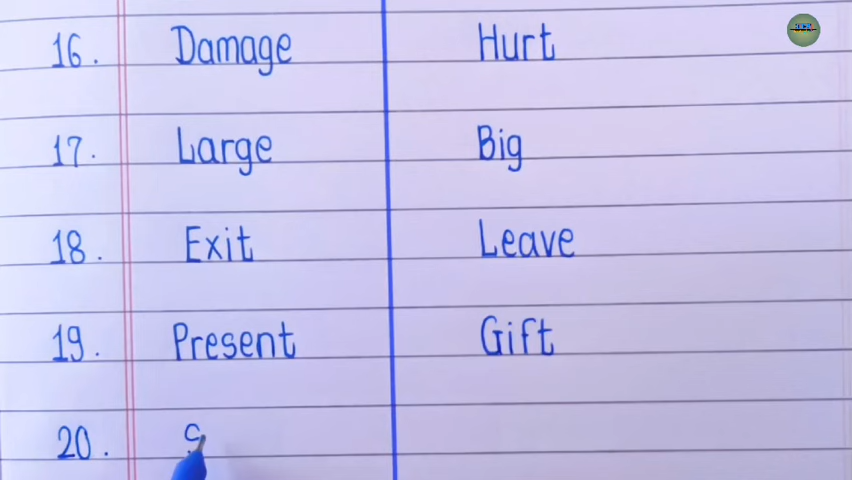 16. Damage Hurt
17. Large Big
18. Exit Leave
19. Present Gift
20.